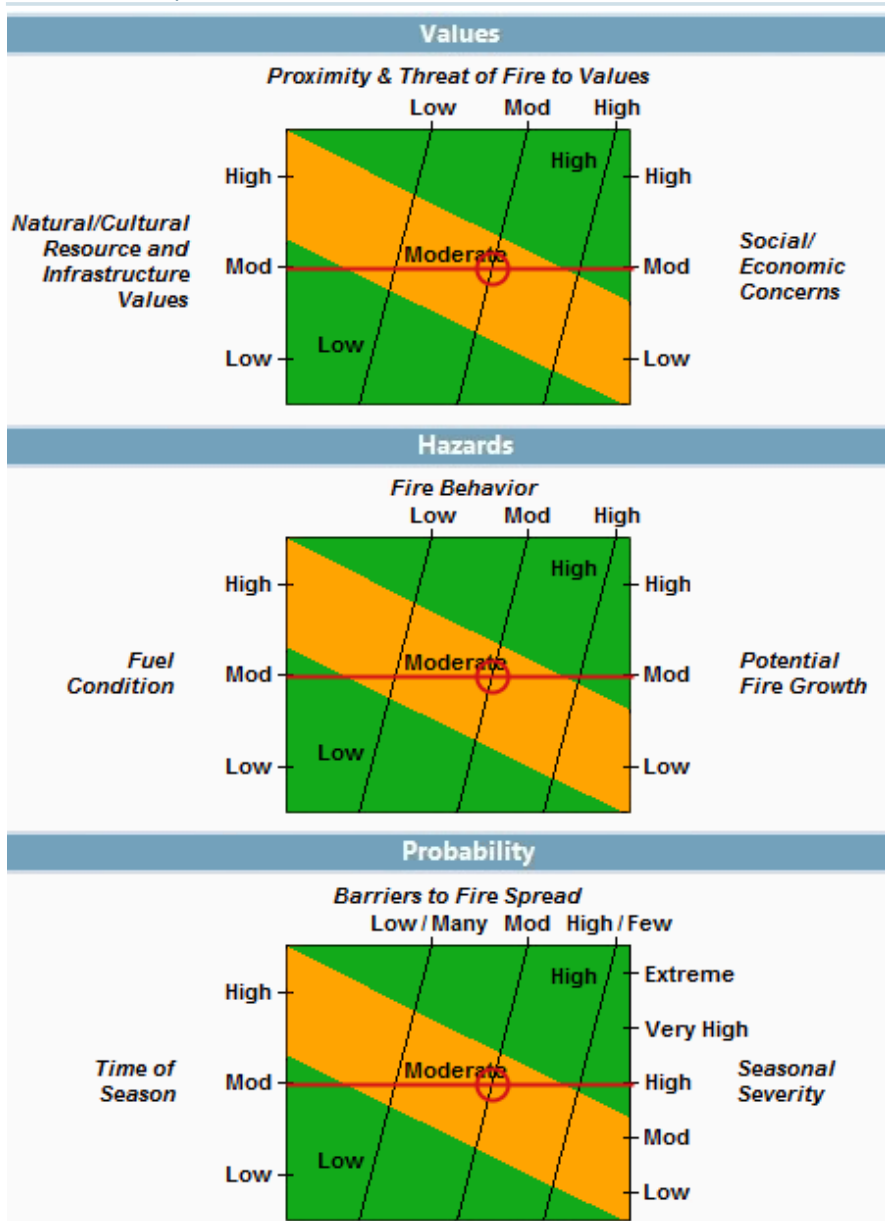 Values
Proximity & Threat of Fire to Values
Low Mod High
High
High
High
Natural/Cultural
Resource and
Infrastructure
Values
Mod
Moderate
Mod
Social/
Economic
Concerns
Low
Low
Low
Hazards
Fire Behavior
Low Mod High
High
High
High
Fuel
Condition
Mod
Moderate
Mod
Potential
Fire Growth
Low
Low
Low
Probability
Barriers to Fire Spread
Low / Many Mod High / Few
High
High
Extreme
Very High
Time of
Season
Mod
Moderate
High
Seasonal
Severity
Mod
Low
Low
Low